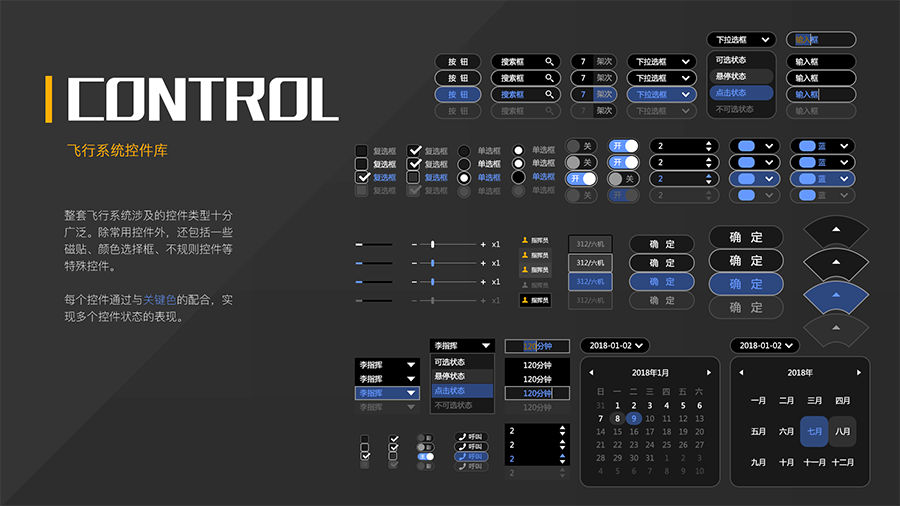 CONTROL
飞行系统控件库
整套飞行系统涉及的控件类型十分
广泛。除常用控件外，还包括一些
磁贴、颜色选择框、不规则控件等
特殊控件。
每个控件通过与关键色的配合，实
现多个控件状态的表现。
下拉选框 输入框
可选状态
悬停状态
点击状态
不可选状态
按 钮 搜索框 7 架次 下拉选框 输入框
按 钮 搜索框 7 架次 下拉选框 输入框
按 钮 搜索框 7 架次 下拉选框 输入框
按 钮 搜索框 7 架次 下拉选框 输入框
复选框 复选框 单选框 单选框 关 开 2 蓝
复选框 复选框 单选框 单选框 关 开 2 蓝
复选框 复选框 单选框 单选框 开 关 2 蓝
复选框 复选框 单选框 单选框 关 开 2 蓝
x1
x1
x1
x1
指挥员
指挥员
指挥员
指挥员
指挥员
312/六机
312/六机
312/六机
312/六机
确 定
确 定
确 定
确 定
确 定
确 定
确 定
确 定
李指挥
李指挥
李指挥
李指挥
李指挥
可选状态
悬停状态
点击状态
不可选状态
120分钟
120分钟
120分钟
120分钟
120分钟
呼叫
呼叫
呼叫
呼叫
2
2
2
2
2018-01-02
2018年1月
日 一 二 三 四 五 六
31 1 2 3 4 5 6
7 8 9 10 11 12 13
14 15 16 17 18 19 20
21 22 23 24 25 26 27
28 29 30 31 1 2 3
4 5 6 7 8 9 10
2018-01-02
2018年
一月 二月 三月 四月
五月 六月 七月 八月
九月 十月 十一月 十二月